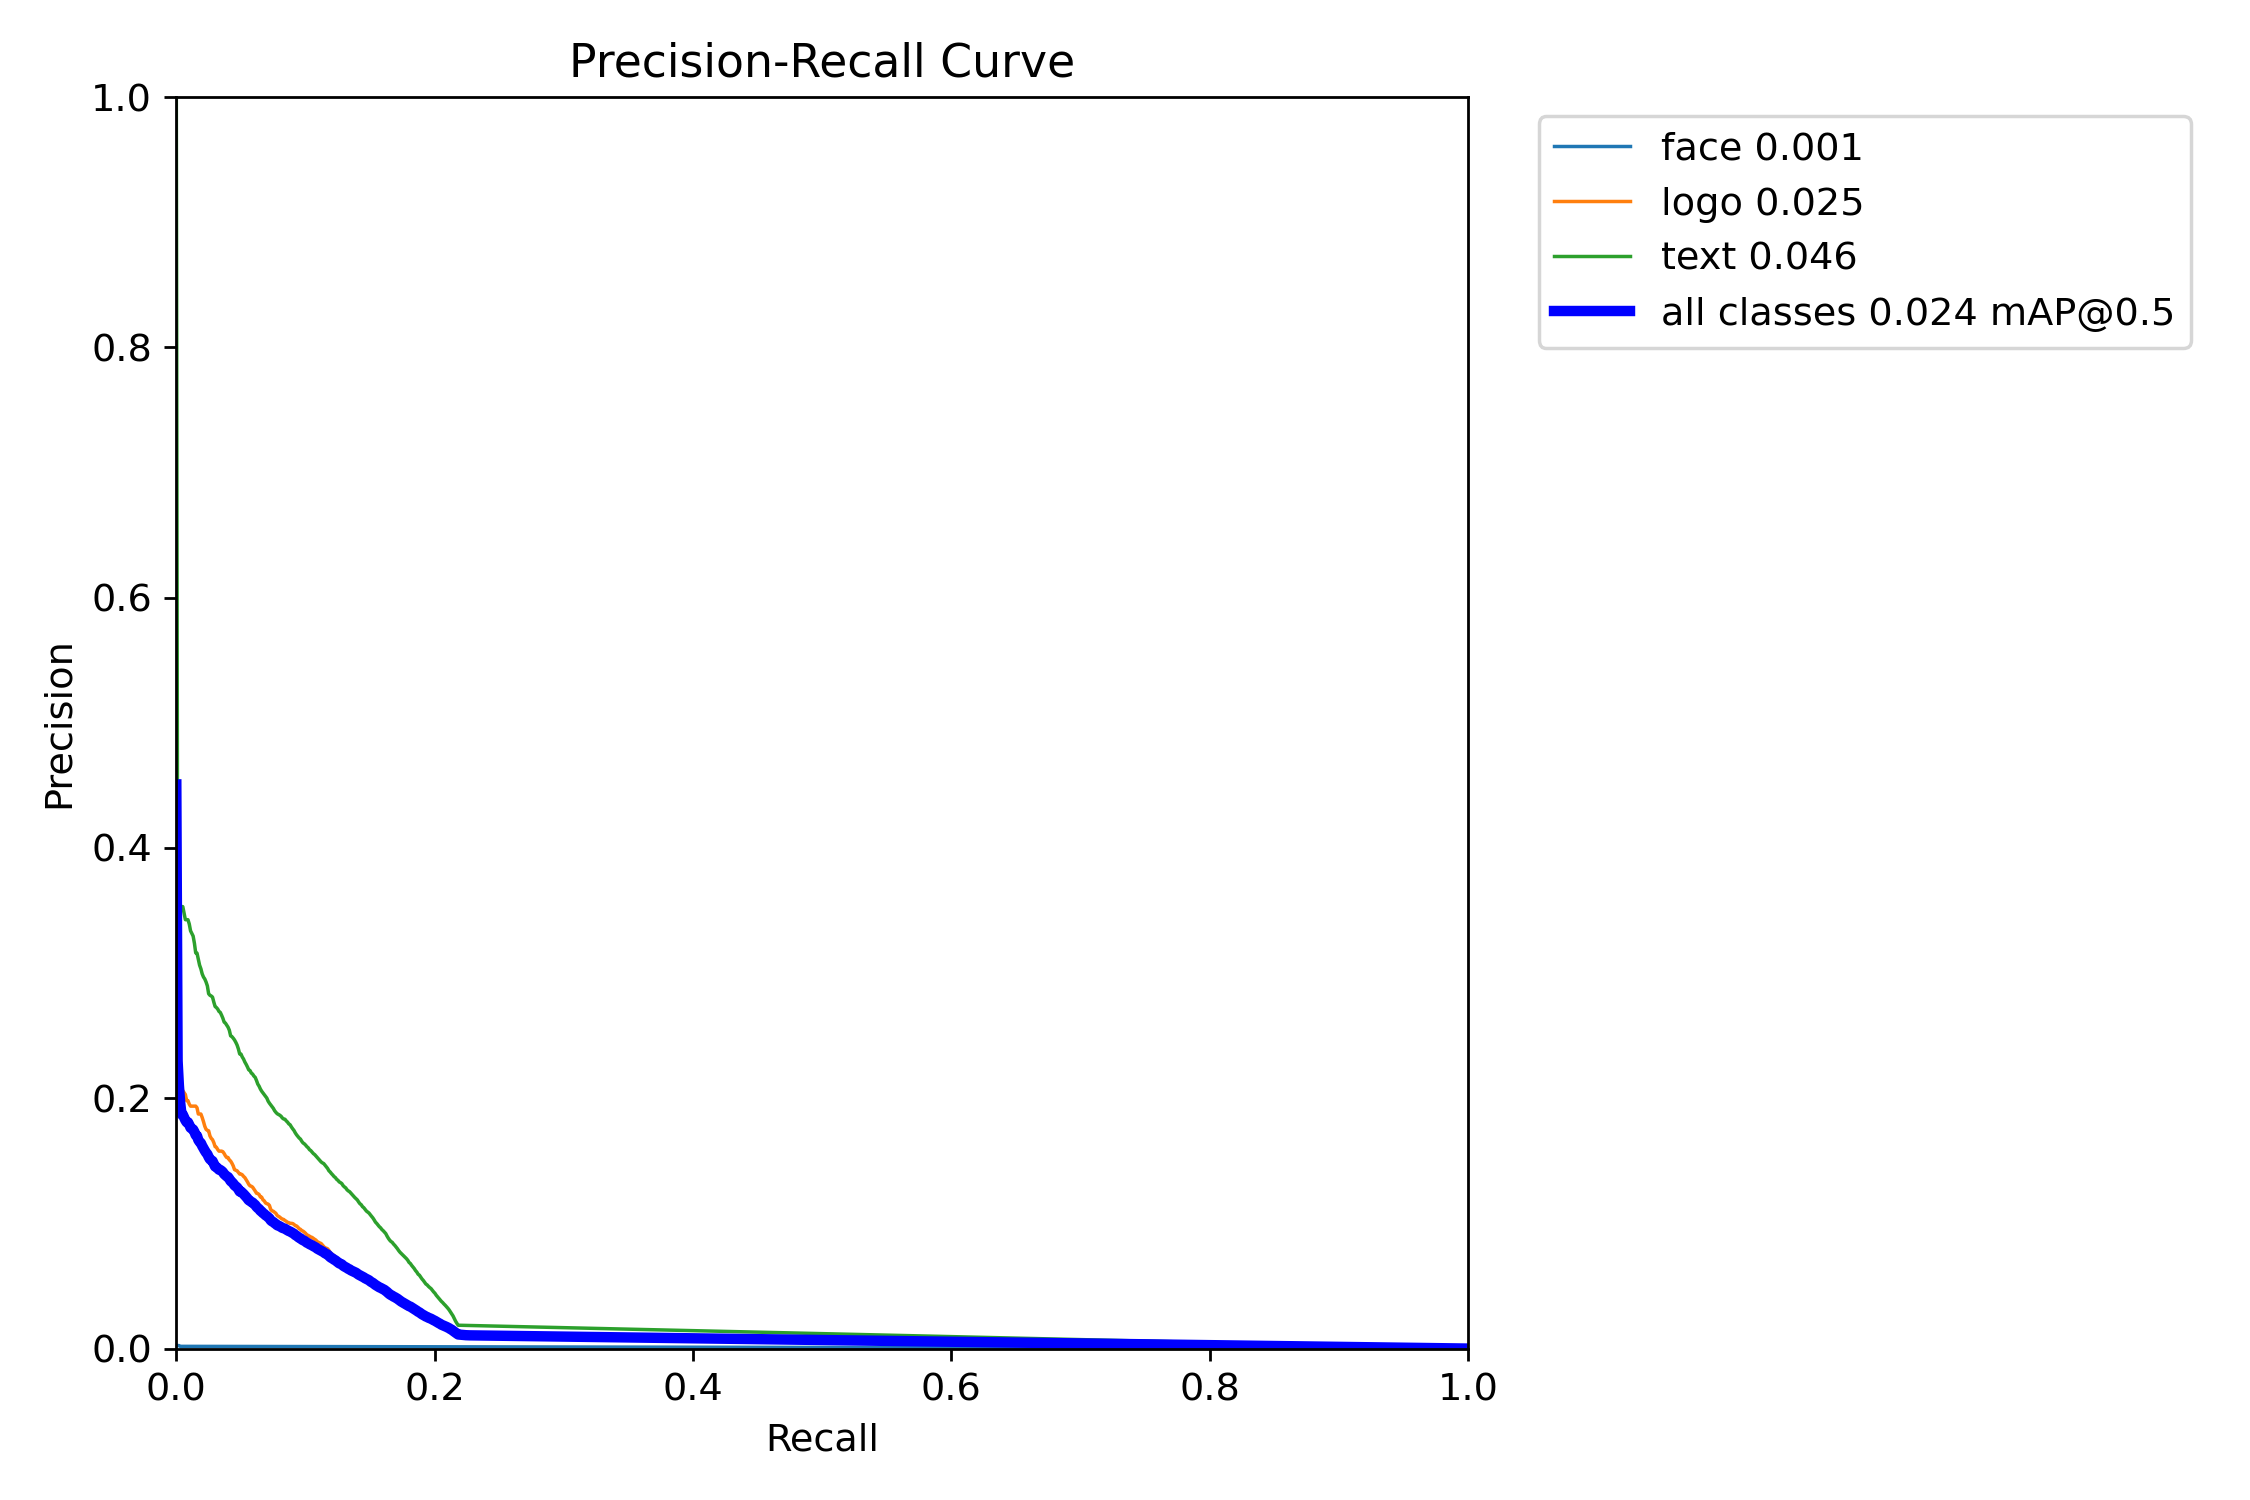 Precision-Recall Curve
1.0
0.8
0.6
0.4
0.2
0.0
Precision
0.0 0.2 0.4 0.6 0.8 1.0
Recall
face 0.001
logo 0.025
text 0.046
all classes 0.024 mAP@0.5